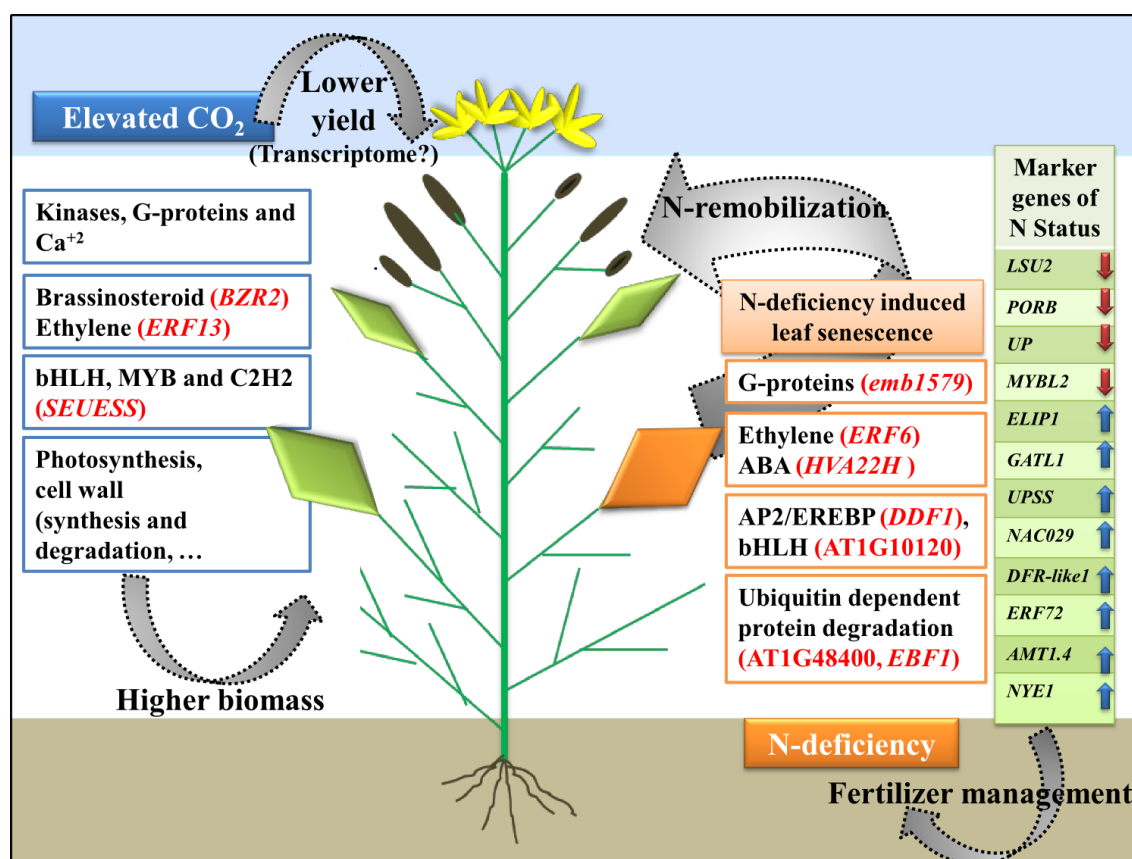 Elevated CO₂
Lower
yield
(Transcriptome?)
Kinases, G-proteins and
Ca⁺²
Brassinosteroid (BZR2)
Ethylene (ERF13)
bHLH, MYB and C2H2
(SEUESS)
Photosynthesis,
cell wall
(synthesis and
degradation, …
Higher biomass
N-remobilization
N-deficiency induced
leaf senescence
G-proteins (emb1579)
Ethylene (ERF6)
ABA (HVA22H )
AP2/EREBP (DDF1),
bHLH (AT1G10120)
Ubiquitin dependent
protein degradation
(AT1G48400, EBF1)
N-deficiency
Marker
genes of
N Status
LSU2
PORB
UP
MYBL2
ELIP1
GATL1
UPSS
NAC029
DFR-like1
ERF72
AMT1.4
NYE1
Fertilizer management